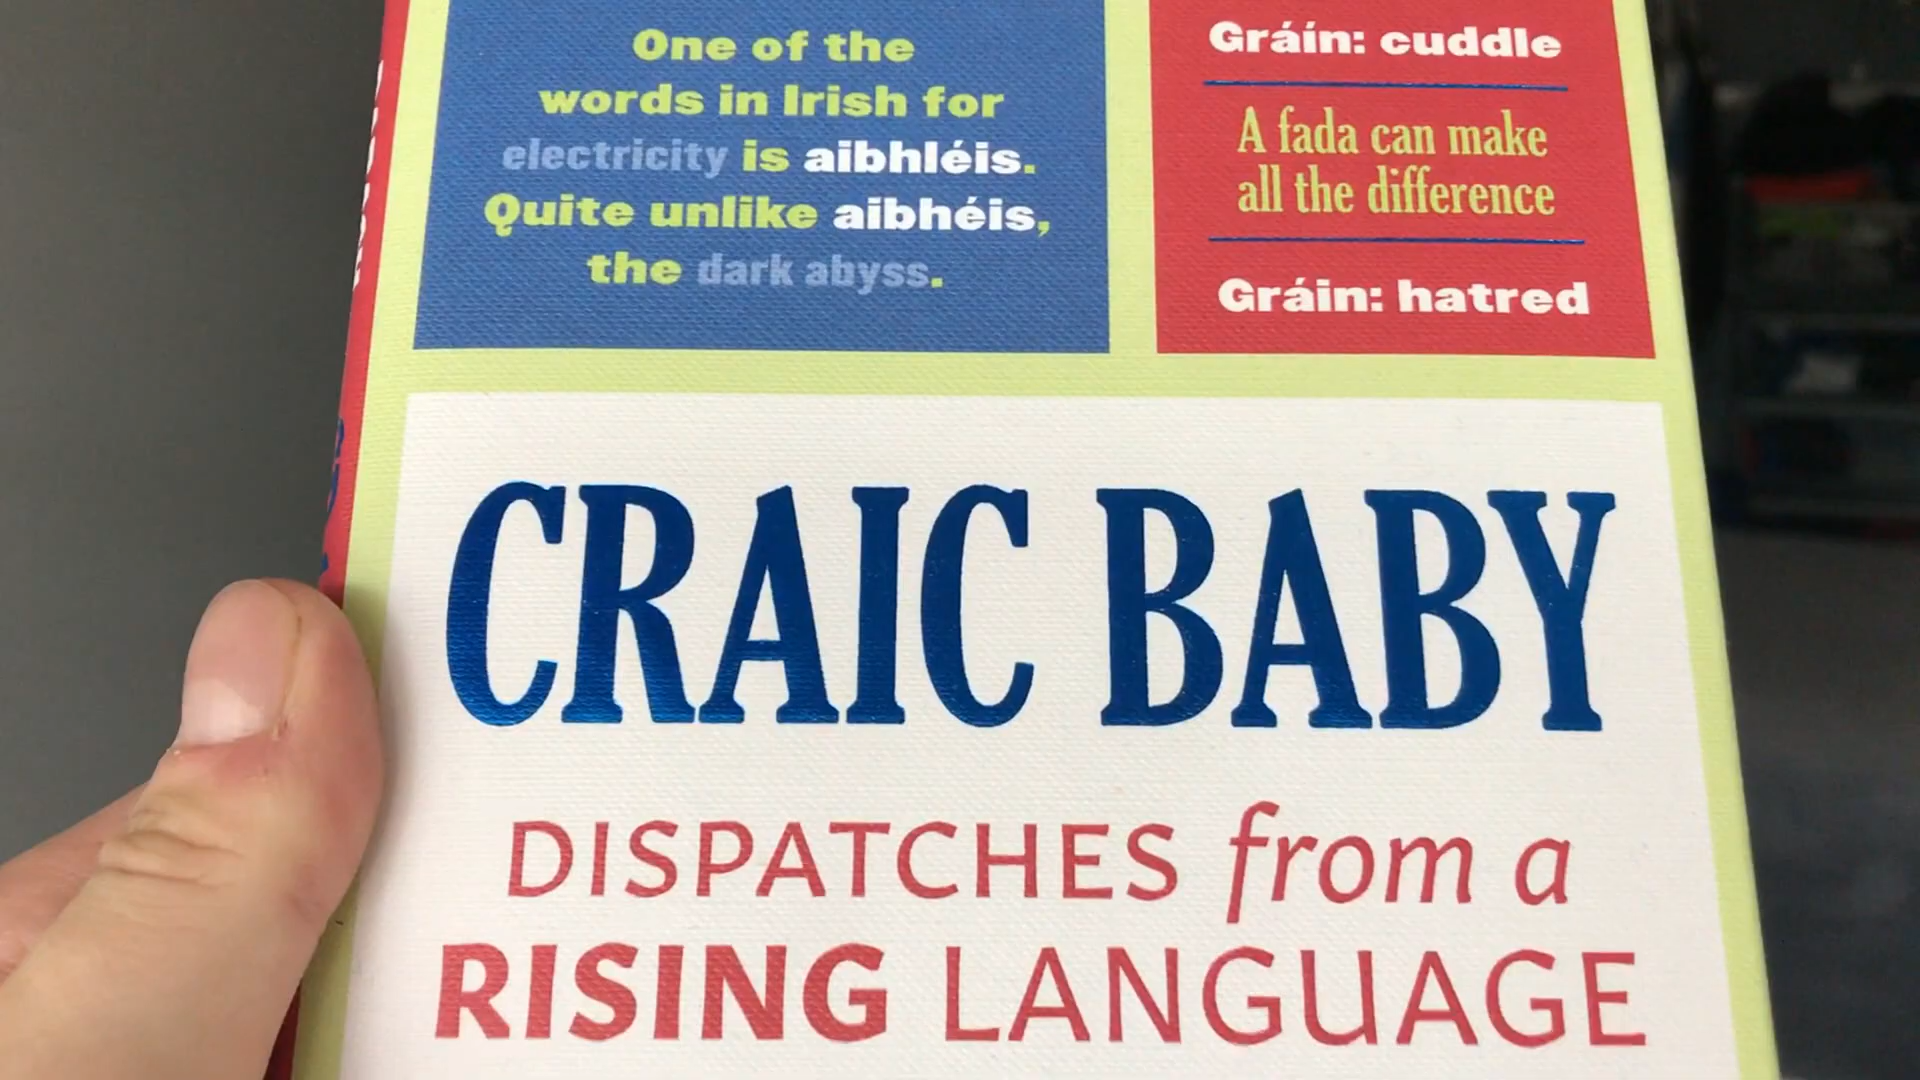 One of the
words in Irish for
electricity is aibhléis.
Quite unlike aibhéis,
the dark abyss.
Gráín: cuddle
A fada can make
all the difference
Gráin: hatred
CRAIC BABY
DISPATCHES from a
RISING LANGUAGE